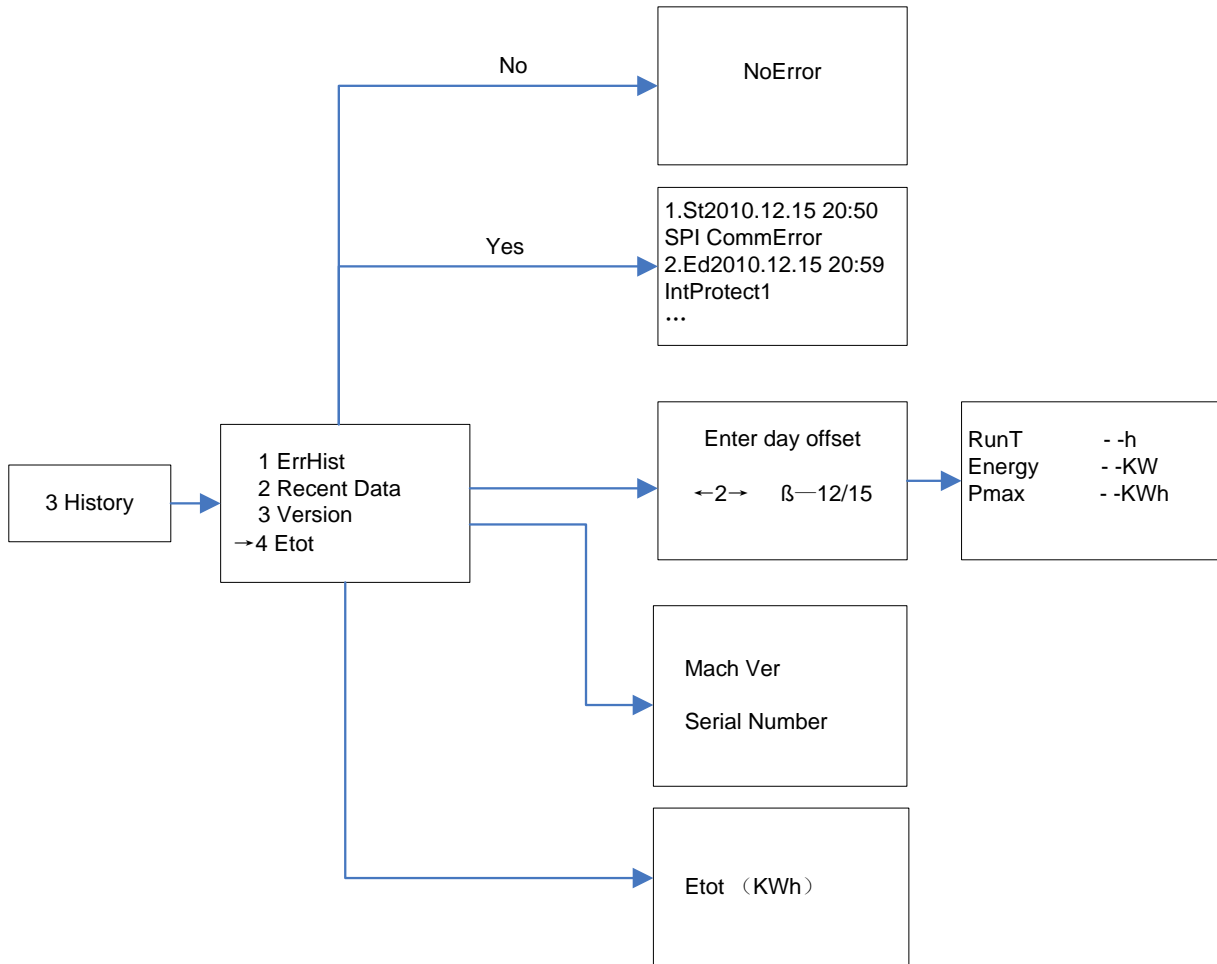 No
NoError
Yes
1.St2010.12.15 20:50
SPI CommError
2.Ed2010.12.15 20:59
IntProtect1
...
3 History
1 ErrHist
2 Recent Data
3 Version
→4 Etot
Enter day offset
←2→ ß—12/15
RunT - -h
Energy - -KW
Pmax - -KWh
Mach Ver
Serial Number
Etot （KWh）